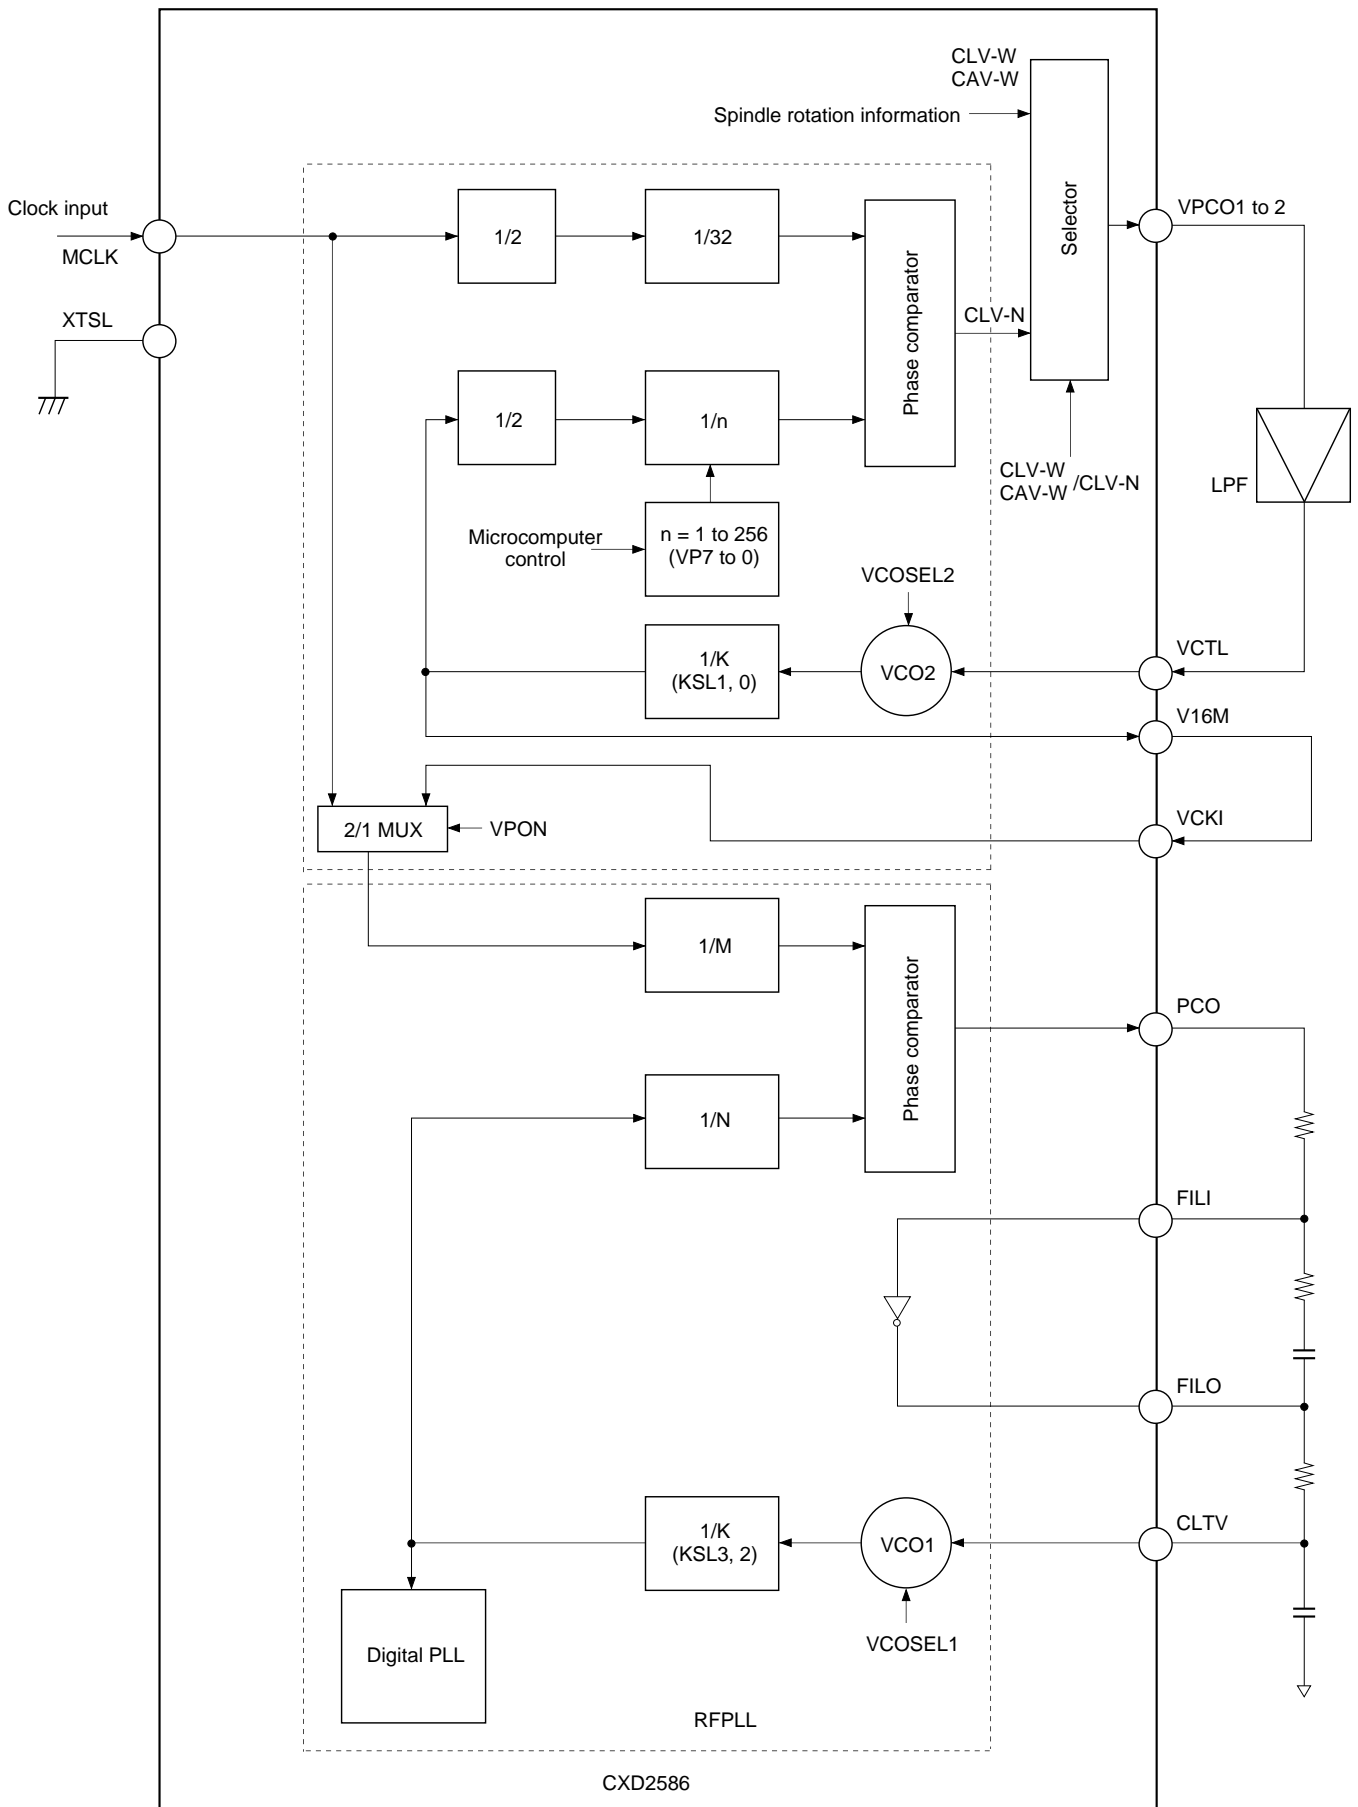 CLV-W
CAV-W
Spindle rotation information
Selector
Clock input
MCLK
XTSL
1/2
1/32
Phase comparator
CLV-N
VPCO1 to 2
1/2
1/n
CLV-W
CAV-W
/CLV-N
LPF
Microcomputer
control
n = 1 to 256
(VP7 to 0)
VCOSEL2
1/K
(KSL1, 0)
VCO2
VCTL
V16M
2/1 MUX
VPON
VCKI
1/M
Phase comparator
PCO
1/N
FILI
FILO
1/K
(KSL3, 2)
VCO1
CLTV
VCOSEL1
Digital PLL
RFPLL
CXD2586